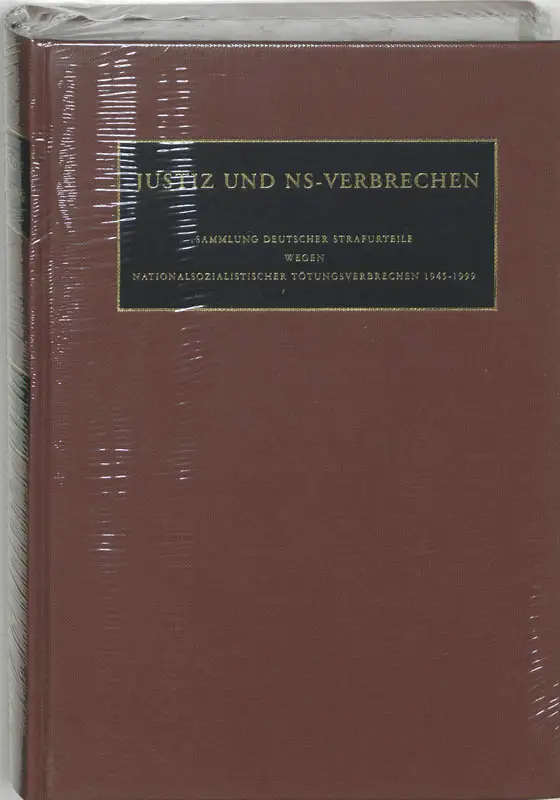 JUSTIZ UND NS-VERBRECHEN
SAMMLUNG DEUTSCHER STRAFURTEILE
WEGEN
NATIONALSOZIALISTISCHER TÖTUNGSVERBRECHEN 1945-1999